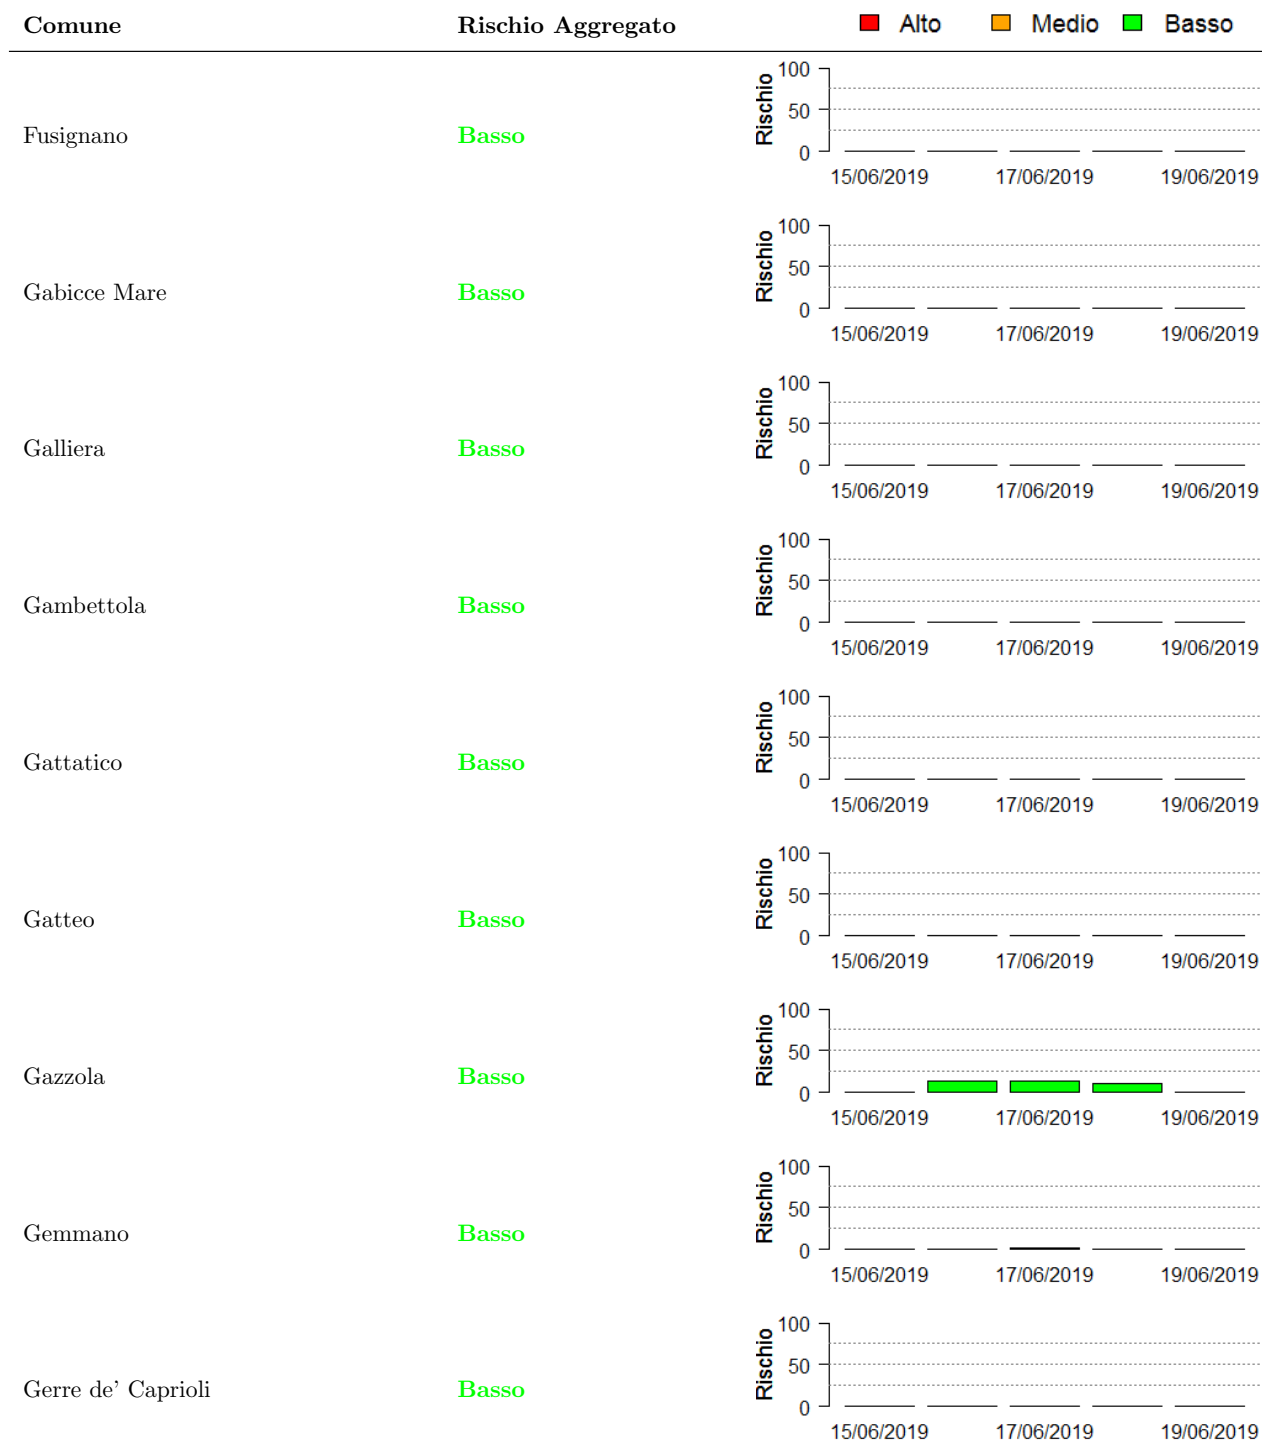 Comune Rischio Aggregato Alto Medio Basso
100
Rischio
50
Fusignano Basso
0
15/06/2019 17/06/2019 19/06/2019
100
Rischio
50
Gabicce Mare Basso
0
15/06/2019 17/06/2019 19/06/2019
100
Rischio
50
Galliera Basso
0
15/06/2019 17/06/2019 19/06/2019
100
Rischio
50
Gambettola Basso
0
15/06/2019 17/06/2019 19/06/2019
100
Rischio
50
Gattatico Basso
0
15/06/2019 17/06/2019 19/06/2019
100
Rischio
50
Gatteo Basso
0
15/06/2019 17/06/2019 19/06/2019
100
Rischio
50
Gazzola Basso
0
15/06/2019 17/06/2019 19/06/2019
100
Rischio
50
Gemmano Basso
0
15/06/2019 17/06/2019 19/06/2019
100
Rischio
50
Gerre de' Caprioli Basso
0
15/06/2019 17/06/2019 19/06/2019